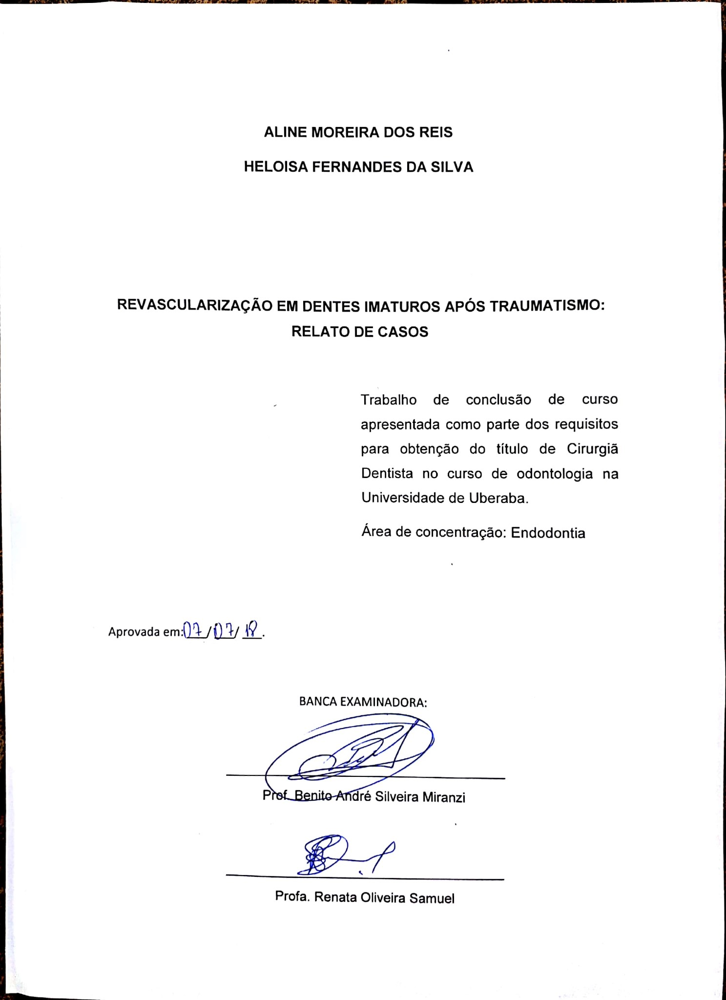 ALINE MOREIRA DOS REIS
HELOISA FERNANDES DA SILVA
REVASCULARIZAÇÃO EM DENTES IMATUROS APÓS TRAUMATISMO:
RELATO DE CASOS
Trabalho de conclusão de curso
apresentada como parte dos requisitos
para obtenção do título de Cirurgiã
Dentista no curso de odontologia na
Universidade de Uberaba.
Área de concentração: Endodontia
Aprovada em: 07/07/18.
BANCA EXAMINADORA:
Prof. Benito André Silveira Miranzi
Profa. Renata Oliveira Samuel